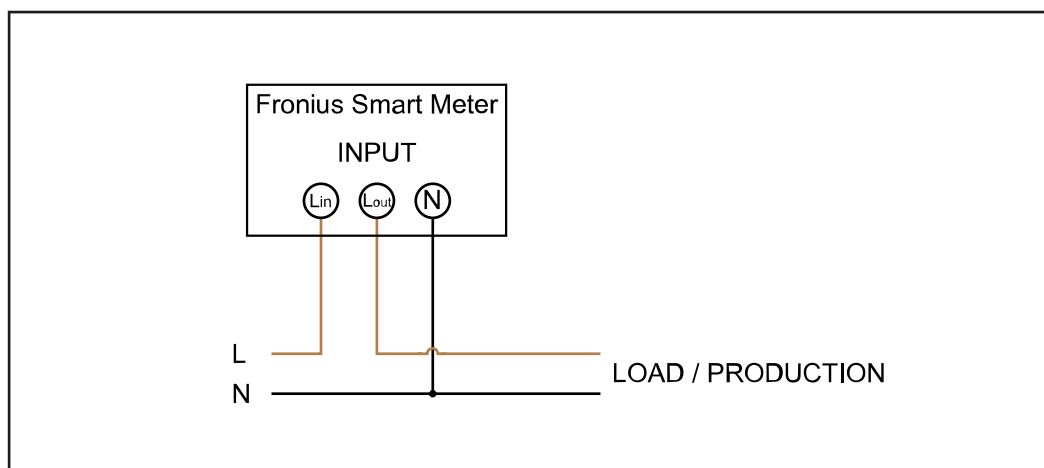 Fronius Smart Meter
INPUT
Lin Lout N
L
LOAD / PRODUCTION
N